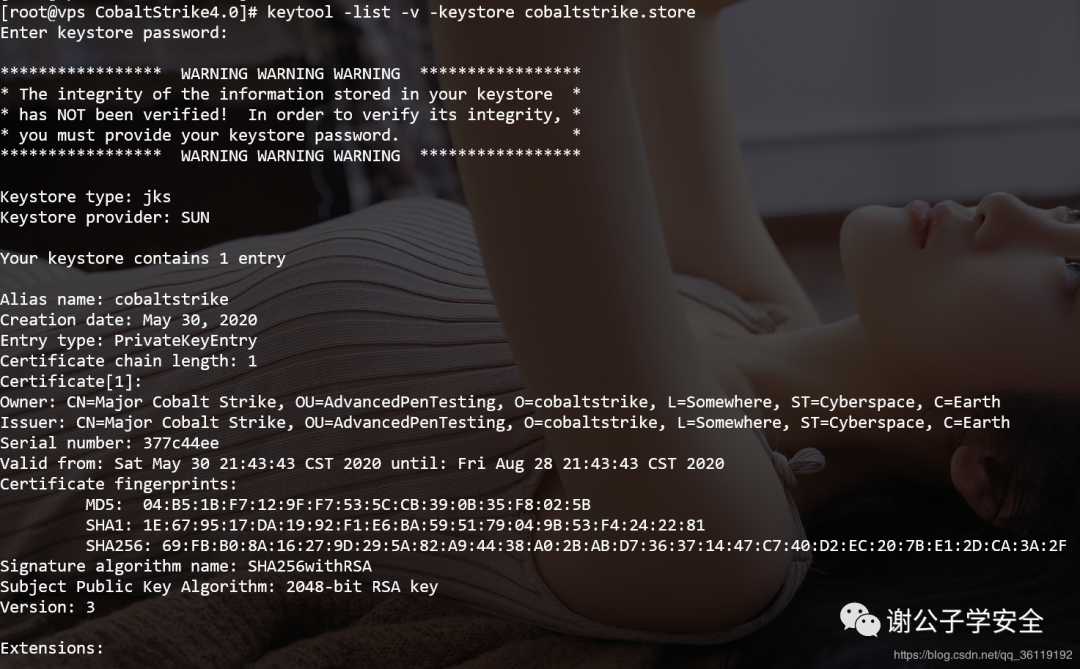 [root@vps CobaltStrike4.0]# keytool -list -v -keystore cobaltstrike.store
Enter keystore password:
***************** WARNING WARNING WARNING *****************
* The integrity of the information stored in your keystore *
* has NOT been verified! In order to verify its integrity, *
* you must provide your keystore password. *
***************** WARNING WARNING WARNING *****************
Keystore type: jks
Keystore provider: SUN
Your keystore contains 1 entry
Alias name: cobaltstrike
Creation date: May 30, 2020
Entry type: PrivateKeyEntry
Certificate chain length: 1
Certificate[1]:
Owner: CN=Major Cobalt Strike, OU=AdvancedPenTesting, O=cobaltstrike, L=Somewhere, ST=Cyberspace, C=Earth
Issuer: CN=Major Cobalt Strike, OU=AdvancedPenTesting, O=cobaltstrike, L=Somewhere, ST=Cyberspace, C=Earth
Serial number: 377c44ee
Valid from: Sat May 30 21:43:43 CST 2020 until: Fri Aug 28 21:43:43 CST 2020
Certificate fingerprints:
MD5: 04:B5:1B:F7:12:9F:F7:53:5C:CB:39:0B:35:F8:02:5B
SHA1: 1E:67:95:17:DA:19:92:F1:E6:BA:59:51:79:04:9B:53:F4:24:22:81
SHA256: 69:FB:B0:8A:16:27:9D:29:5A:82:A9:44:38:A0:2B:AB:D7:36:37:14:47:C7:40:D2:EC:20:7B:E1:2D:CA:3A:2F
Signature algorithm name: SHA256withRSA
Subject Public Key Algorithm: 2048-bit RSA key
Version: 3
Extensions:
谢公子学安全
https://blog.csdn.net/qq_36119192